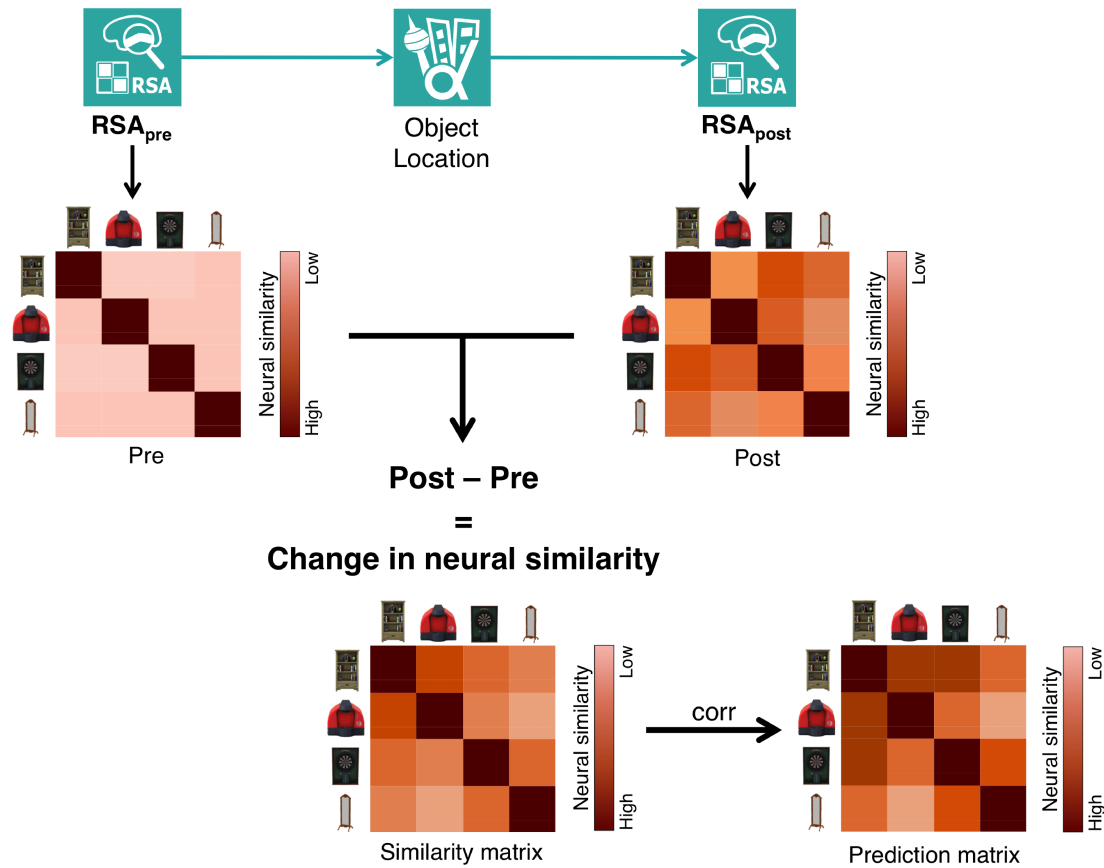 RSA
RSA
RSApre
Object
Location
RSApost
Low
Neural similarity
High
Pre
Low
Neural similarity
High
Post
Post – Pre
=
Change in neural similarity
Low
Neural similarity
High
Similarity matrix
corr
Low
Neural similarity
High
Prediction matrix